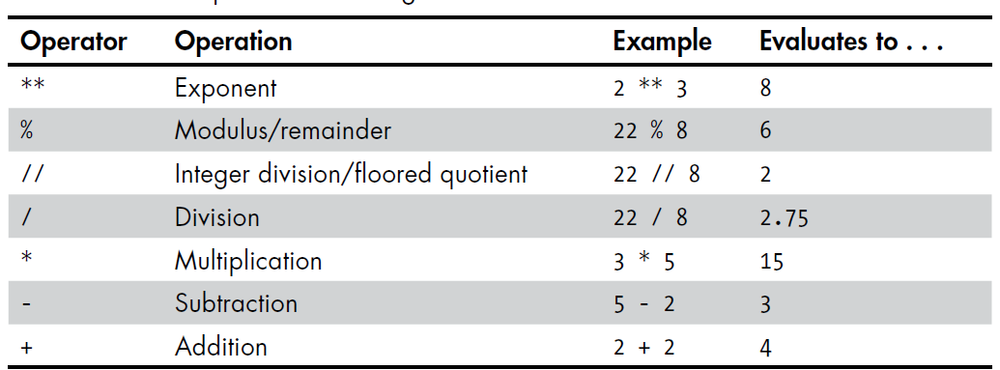 Operator Operation Example Evaluates to . . .
** Exponent 2 ** 3 8
% Modulus/remainder 22 % 8 6
// Integer division/floored quotient 22 // 8 2
/ Division 22 / 8 2.75
* Multiplication 3 * 5 15
- Subtraction 5 - 2 3
+ Addition 2 + 2 4